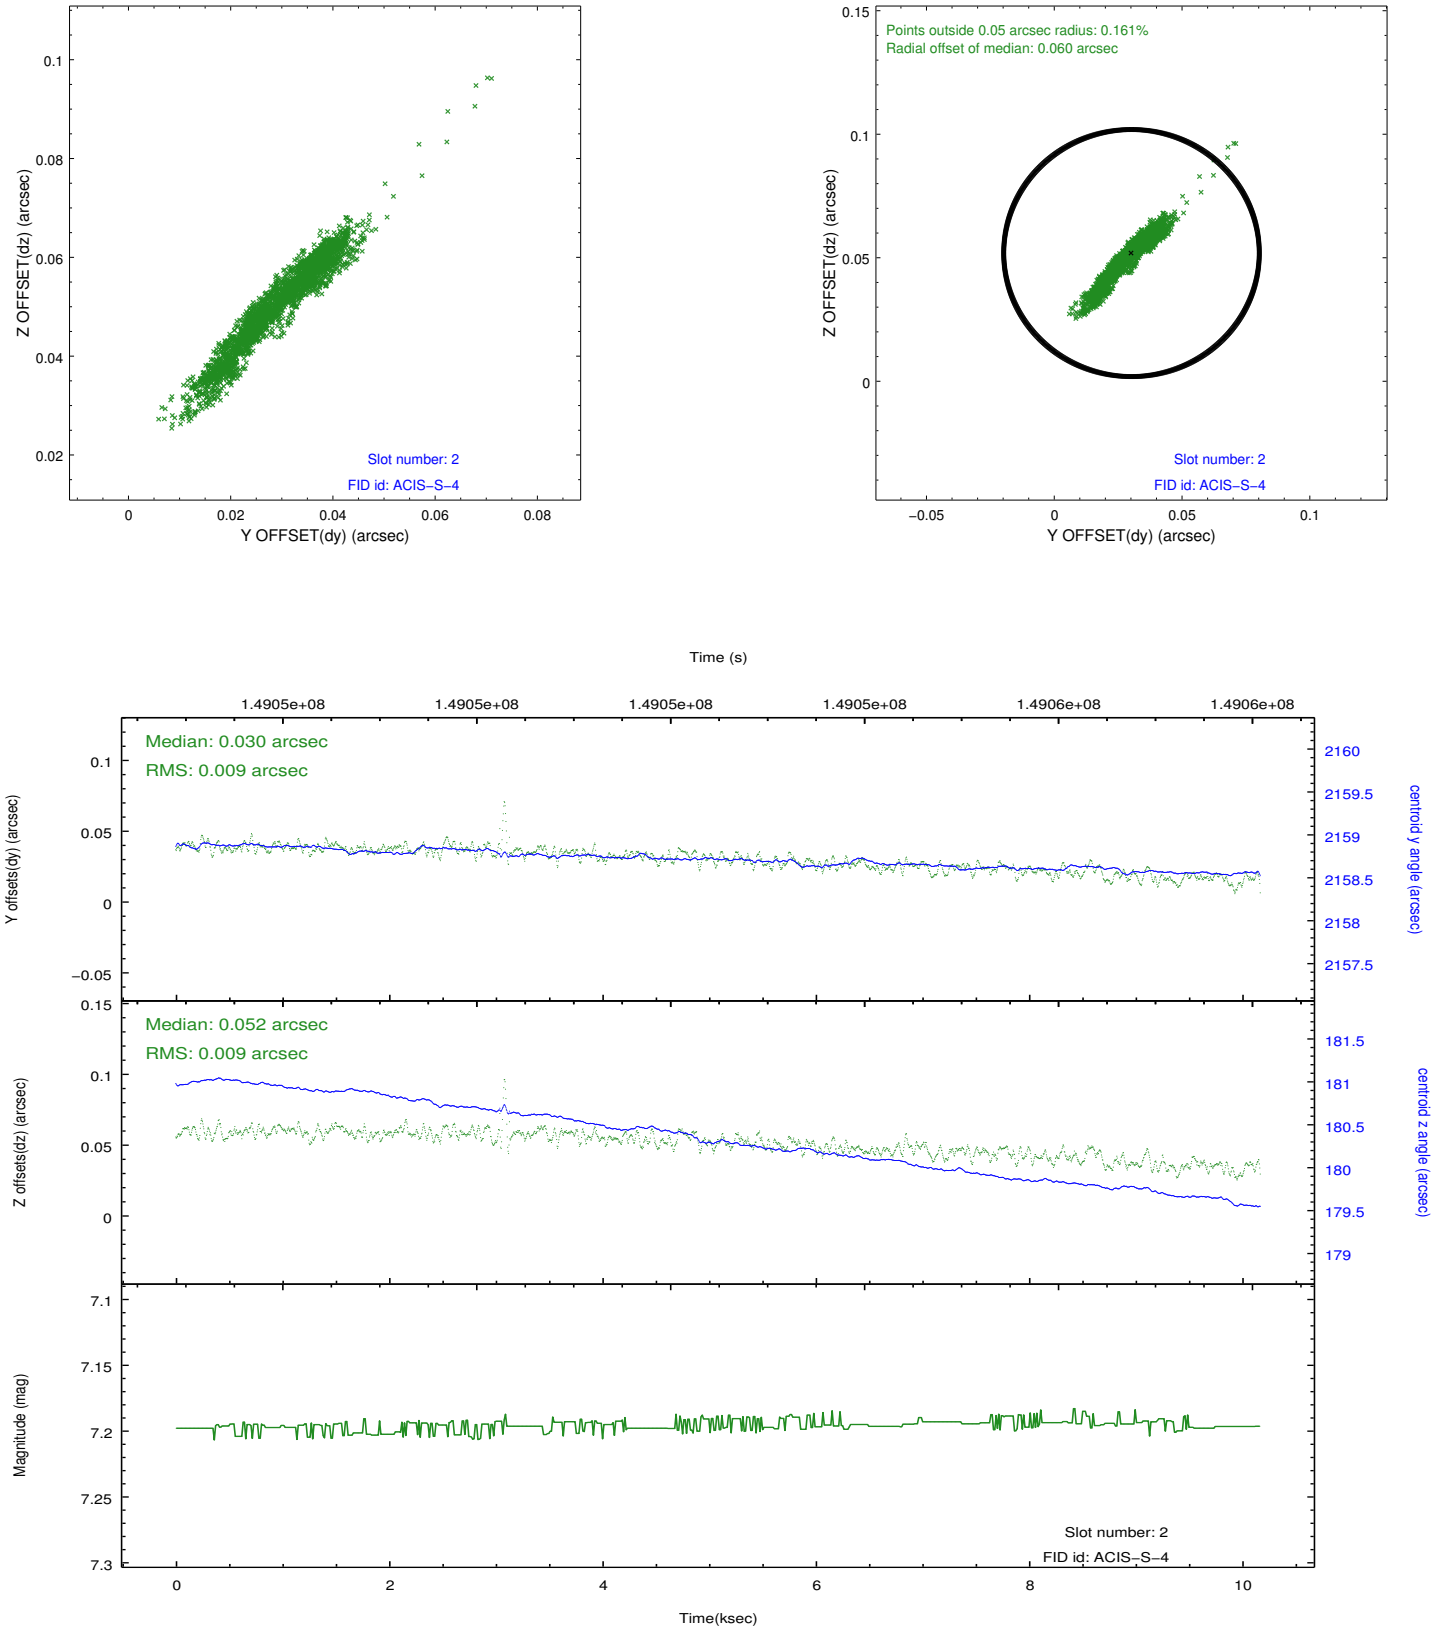 0.1
0.08
0.06
0.04
0.02
Z OFFSET(dz) (arcsec)
Slot number: 2
FID id: ACIS−S−4
0
0.02
0.04
0.06
0.08
Y OFFSET(dy) (arcsec)
0.15
0.1
0.05
0
Z OFFSET(dz) (arcsec)
Points outside 0.05 arcsec radius: 0.161%
Radial offset of median: 0.060 arcsec
Slot number: 2
FID id: ACIS−S−4
−0.05
0
0.05
0.1
Y OFFSET(dy) (arcsec)
Time (s)
1.4905e+08
1.4905e+08
1.4905e+08
1.4905e+08
1.4906e+08
1.4906e+08
Median: 0.030 arcsec
RMS: 0.009 arcsec
0.1
0.05
0
−0.05
Y offsets(dy) (arcsec)
2160
2159.5
2159
2158.5
2158
2157.5
centroid y angle (arcsec)
Median: 0.052 arcsec
RMS: 0.009 arcsec
0.15
0.1
0.05
0
Z offsets(dz) (arcsec)
181.5
181
180.5
180
179.5
179
centroid z angle (arcsec)
7.1
7.15
7.2
7.25
7.3
Magnitude (mag)
Slot number: 2
FID id: ACIS−S−4
0
2
4
6
8
10
Time(ksec)